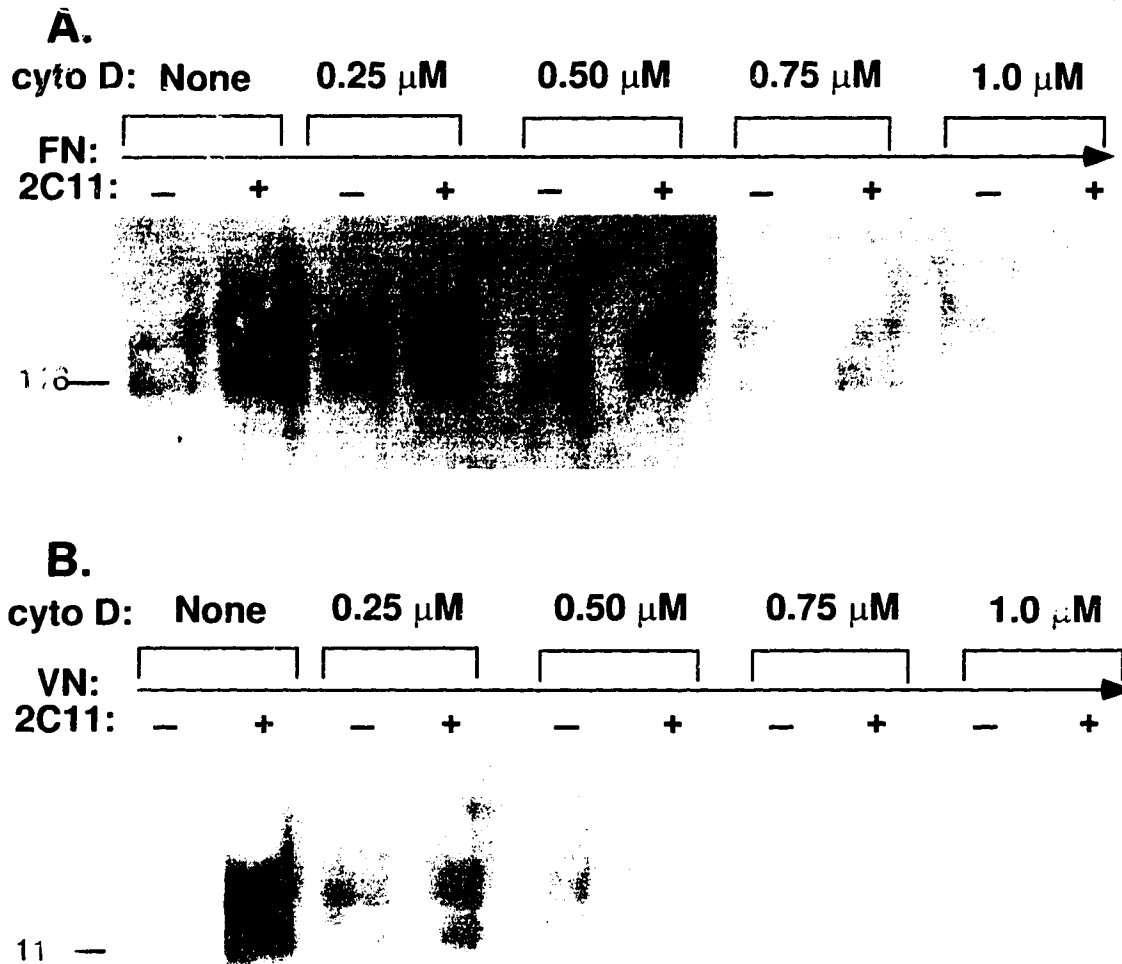 A.
cyto D: None 0.25 μM 0.50 μM 0.75 μM 1.0 μM
FN:
2C11: – + – + – + – + – +
B.
cyto D: None 0.25 μM 0.50 μM 0.75 μM 1.0 μM
VN:
2C11: – + – + – + – + – +
11 —